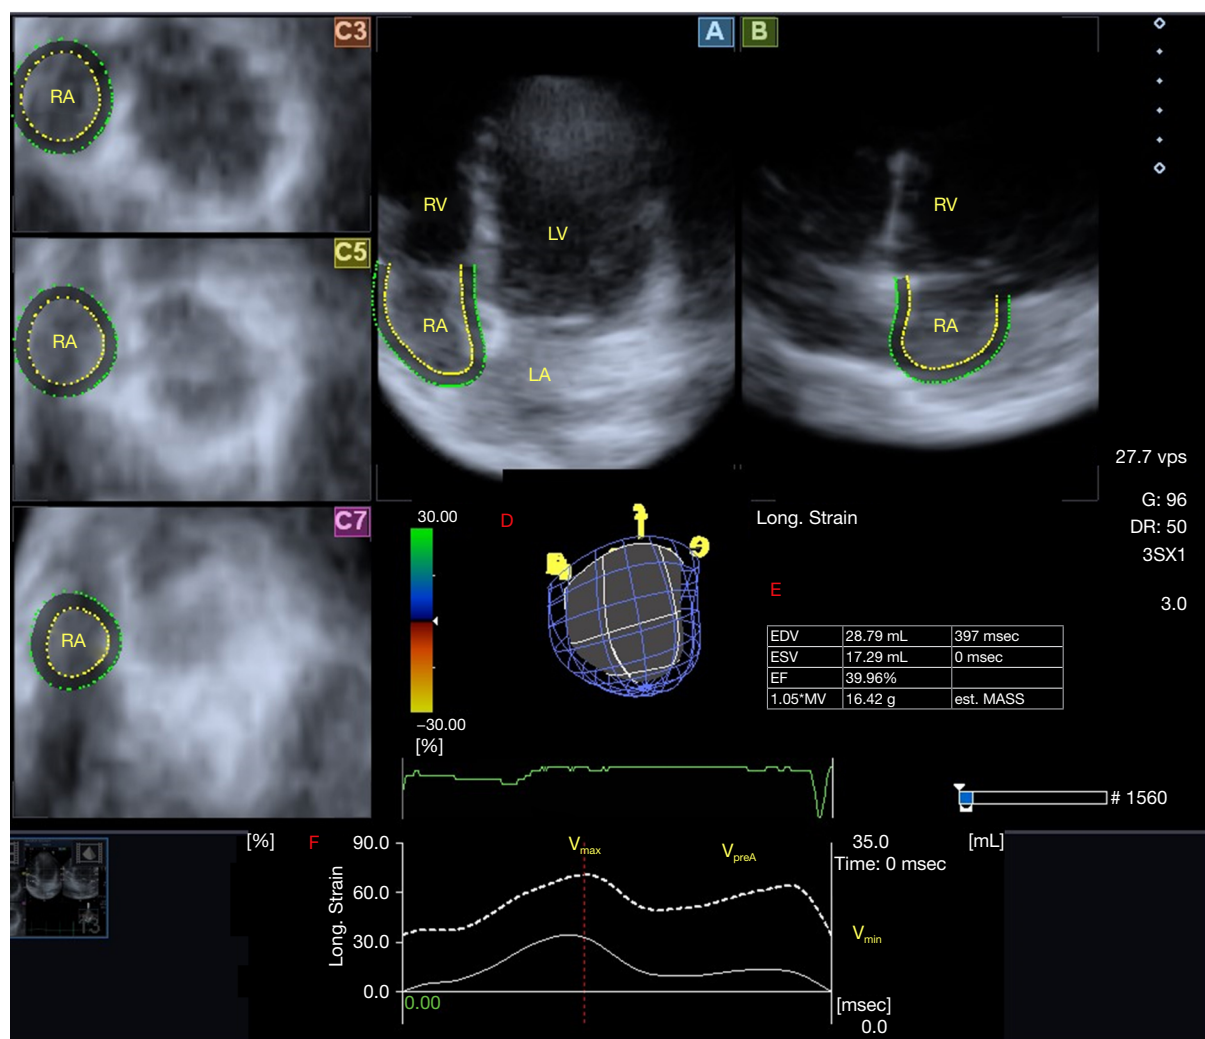 C3
RA
C5
RA
C7
RA
A
RV
LV
RA
LA
B
RV
RA
27.7 vps
G: 96
DR: 50
3SX1
3.0
30.00
−30.00
[%]
D
Long. Strain
E
EDV 28.79 mL 397 msec
ESV 17.29 mL 0 msec
EF 39.96%
1.05*MV 16.42 g est. MASS
# 1560
[%]
F
Long. Strain
90.0
60.0
30.0
0.0
0.00
Vmax
VpreA
Vmin
35.0
[mL]
Time: 0 msec
[msec]
0.0
13